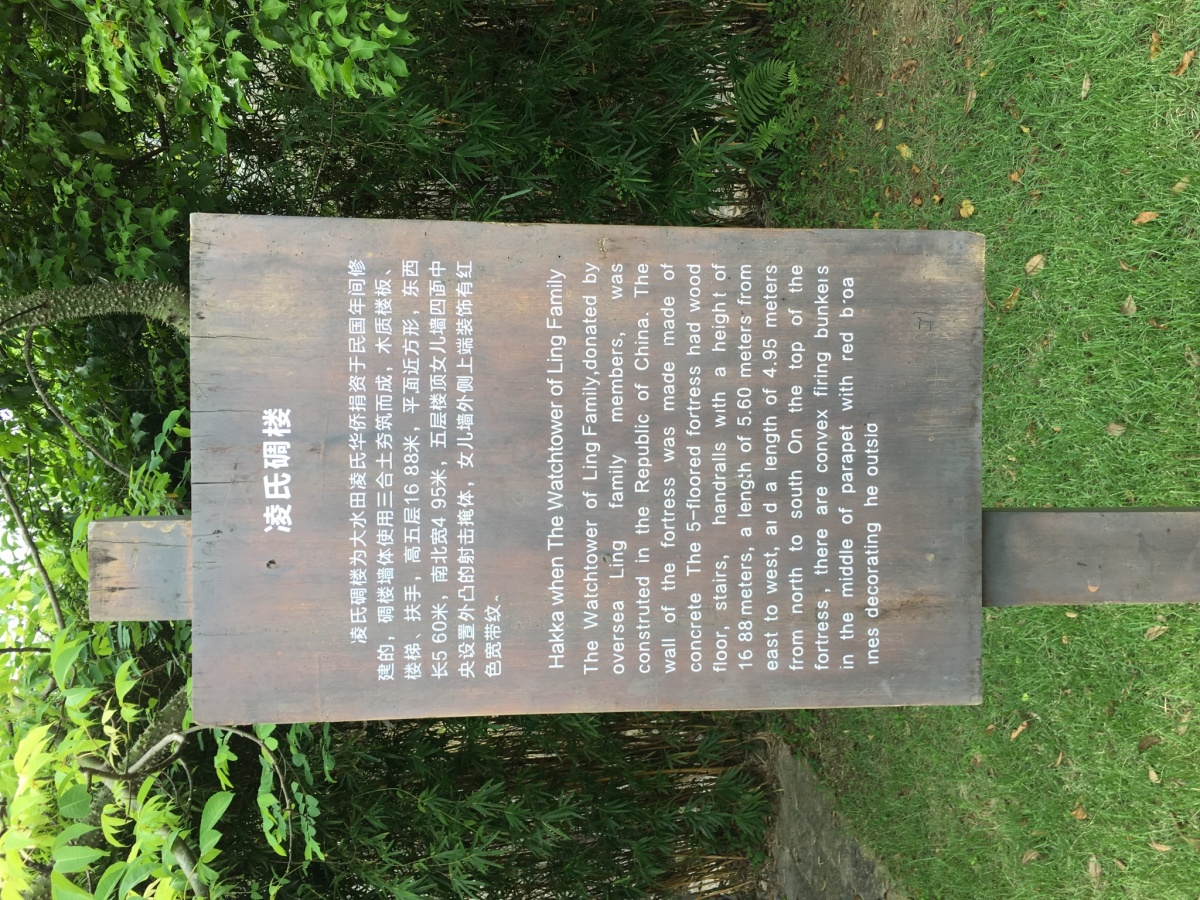 凌氏碉楼
凌氏碉楼为大水田凌氏华侨捐资于民国年间修
建的，碉楼墙体使用三合土夯筑而成，木质楼板、
楼梯、扶手，高五层16 88米，平面近方形，东西
长5 60米，南北宽4 95米，五层楼顶女儿墙四面中
央设置外凸的射击掩体，女儿墙外侧上端装饰有红
色宽带纹。
Hakka when The Watchtower of Ling Family
The Watchtower of Ling Family,donated by
oversea Ling family members, was
construted in the Republic of China. The
wall of the fortress was made made of
concrete The 5-floored fortress had wood
floor, stairs, handralls with a height of
16 88 meters, a length of 5.60 meters from
east to west, and a length of 4.95 meters
from north to south On the top of the
fortress , there are convex firing bunkers
in the middle of parapet with red b oa
ines decorating he outsid